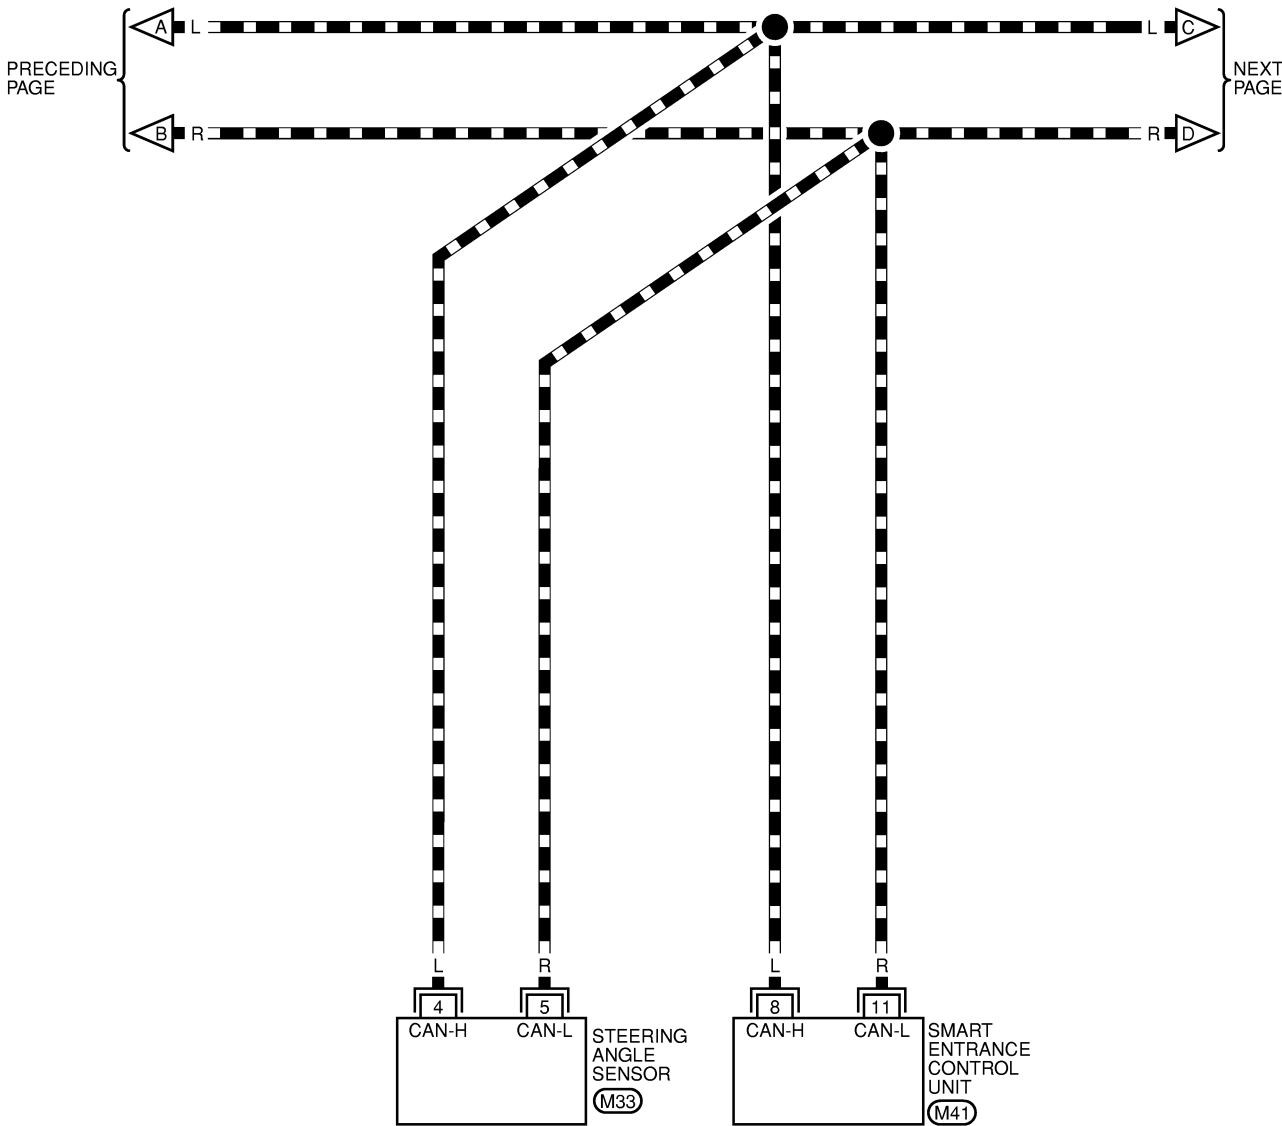 A L L C
PRECEDING
PAGE
NEXT
PAGE
B R R D
L R L R
4 5 8 11
CAN-H CAN-L CAN-H CAN-L
STEERING
ANGLE
SENSOR
M33
SMART
ENTRANCE
CONTROL
UNIT
M41